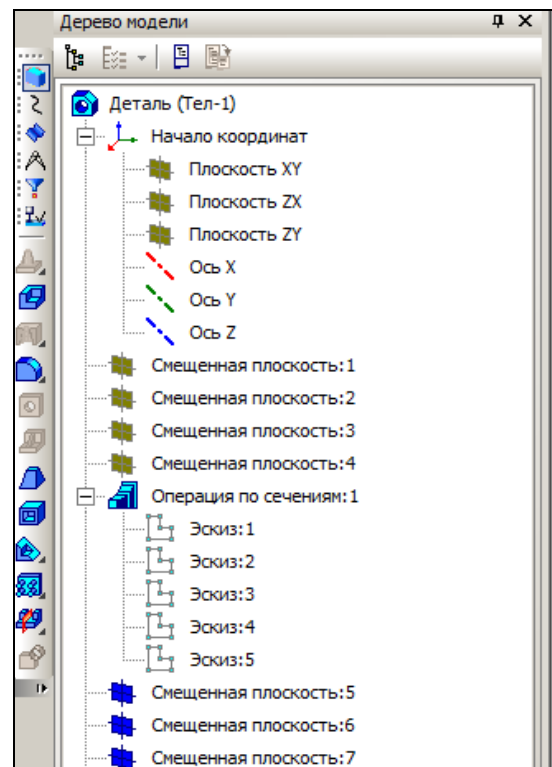 Дерево модели
Деталь (Тел-1)
Начало координат
Плоскость XY
Плоскость ZX
Плоскость ZY
Ось X
Ось Y
Ось Z
Смещенная плоскость:1
Смещенная плоскость:2
Смещенная плоскость:3
Смещенная плоскость:4
Операция по сечениям:1
Эскиз:1
Эскиз:2
Эскиз:3
Эскиз:4
Эскиз:5
Смещенная плоскость:5
Смещенная плоскость:6
Смещенная плоскость:7